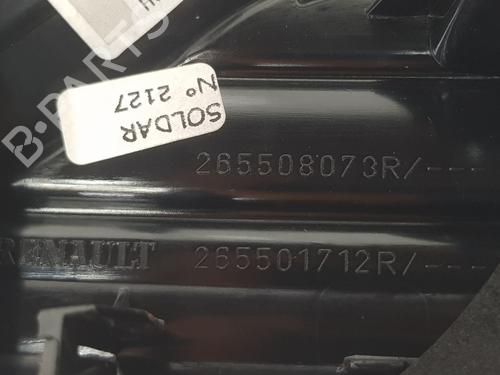 B-PARTS
SOLDAR
Nº 2127
265508073R/---
RENAULT 265501712R/----